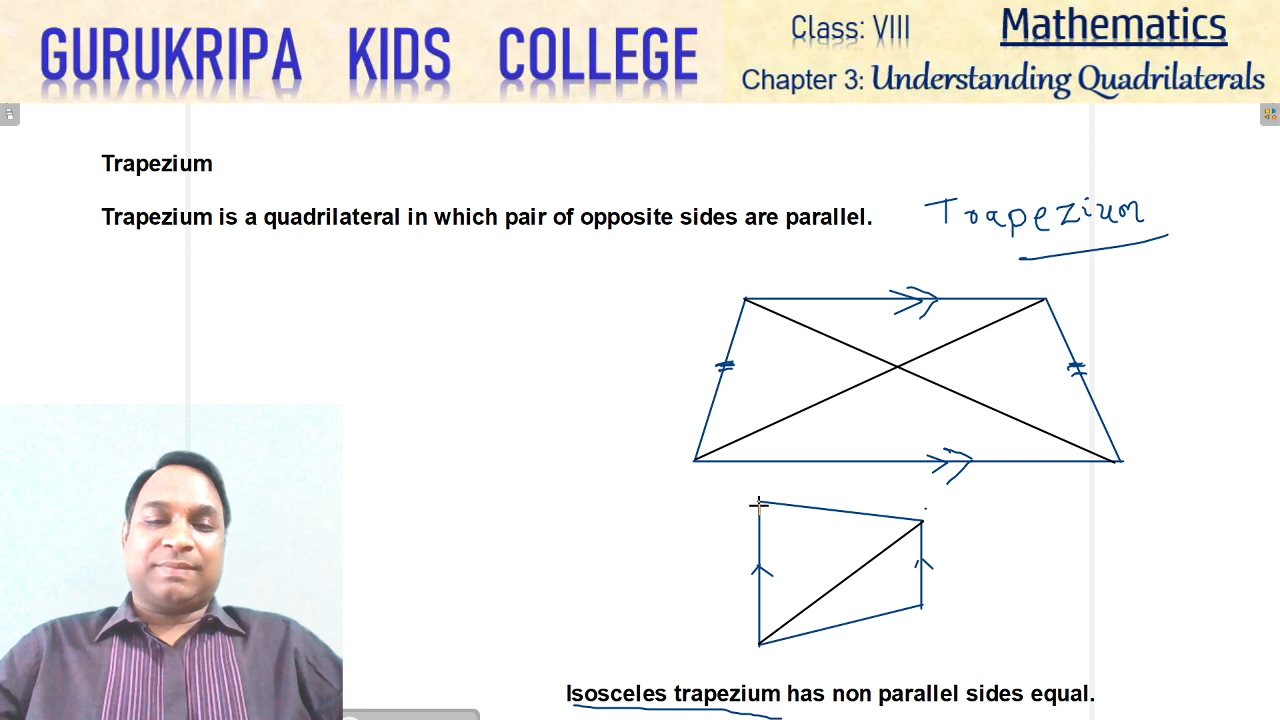 GURUKRIPA KIDS COLLEGE
Class: VIII Mathematics
Chapter 3: Understanding Quadrilaterals
Trapezium
Trapezium is a quadrilateral in which pair of opposite sides are parallel.
Trapezium
Isosceles trapezium has non parallel sides equal.